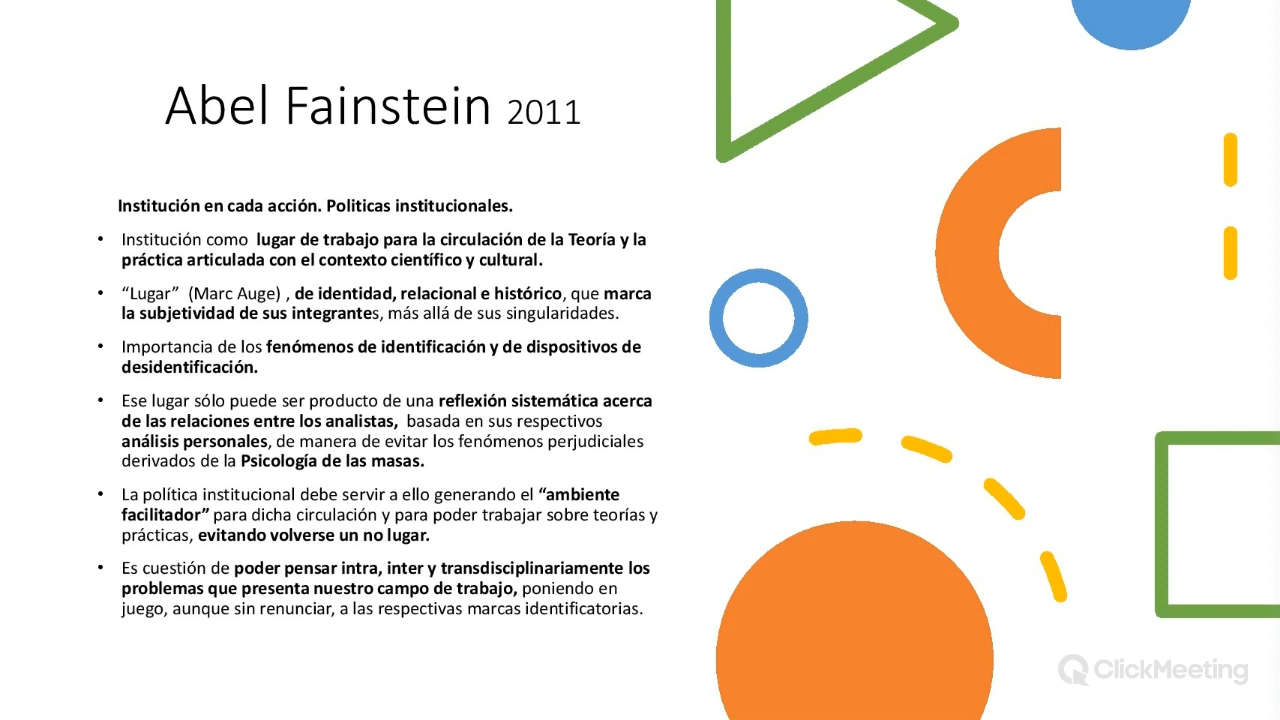 Abel Fainstein 2011
Institución en cada acción. Politicas institucionales.
• Institución como lugar de trabajo para la circulación de la Teoría y la
práctica articulada con el contexto científico y cultural.
• “Lugar” (Marc Auge) , de identidad, relacional e histórico, que marca
la subjetividad de sus integrantes, más allá de sus singularidades.
• Importancia de los fenómenos de identificación y de dispositivos de
desidentificación.
• Ese lugar sólo puede ser producto de una reflexión sistemática acerca
de las relaciones entre los analistas, basada en sus respectivos
análisis personales, de manera de evitar los fenómenos perjudiciales
derivados de la Psicología de las masas.
• La política institucional debe servir a ello generando el “ambiente
facilitador” para dicha circulación y para poder trabajar sobre teorías y
prácticas, evitando volverse un no lugar.
• Es cuestión de poder pensar intra, inter y transdisciplinariamente los
problemas que presenta nuestro campo de trabajo, poniendo en
juego, aunque sin renunciar, a las respectivas marcas identificatorias.
ClickMeeting